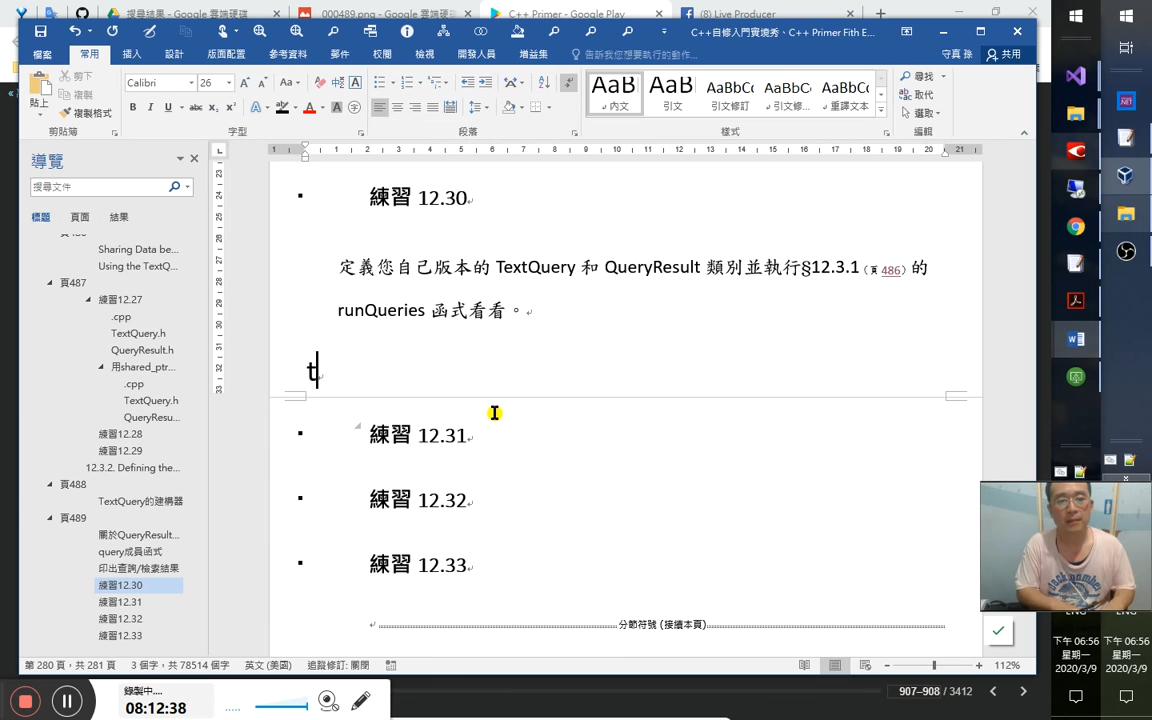 搜尋結果 - Google 雲端硬碟
000489.png - Google 雲端硬碟
C++ Primer - Google Play
(8) Live Producer
C++自修入門實境秀、C++ Primer Fith E...
檔案
常用
插入
設計
版面配置
參考資料
郵件
校閱
檢視
開發人員
增益集
告訴我您想要執行的動作...
守真 孫
共用
貼上
剪下
複製
複製格式
Calibri
26
剪貼簿
字型
段落
AaB
內文
AaB
引文
AaBbCc
引文修訂
AaBbCc
引文修...
AaBbCc
重譯文本
樣式
尋找
取代
選取
編輯
導覽
搜尋文件
標題
頁面
結果
Sharing Data be...
Using the TextQ...
頁487
練習12.27
.cpp
TextQuery.h
QueryResult.h
用shared_ptr...
.cpp
TextQuery.h
QueryResu...
練習12.28
練習12.29
12.3.2. Defining the...
頁488
TextQuery的建構器
頁489
關於QueryResult...
query成員函式
印出查詢/檢索結果
練習12.30
練習12.31
練習12.32
練習12.33
練習 12.30
定義您自己版本的 TextQuery 和 QueryResult 類別並執行§12.3.1（頁 486）的
runQueries 函式看看。
t
練習 12.31
練習 12.32
練習 12.33
分節符號 (接續本頁)
第 280 頁，共 281 頁
3 個字，共 78514 個字
英文 (美國)
追蹤修訂: 關閉
112%
錄製中....
08:12:38
907–908 / 3412
下午 06:56
星期一
2020/3/9
下午 06:56
星期一
2020/3/9